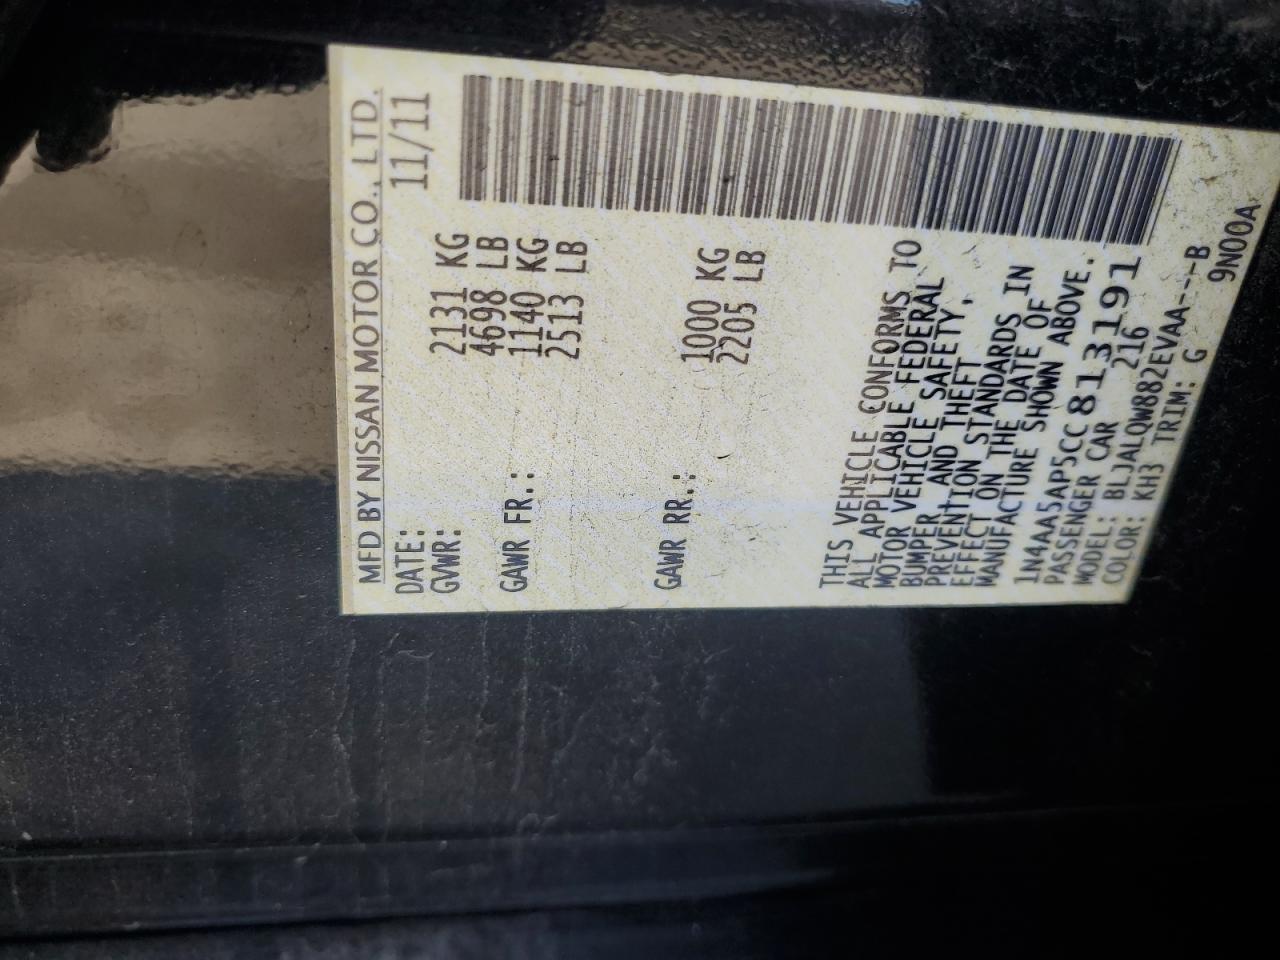 MFD BY NISSAN MOTOR CO., LTD.
DATE: 11/11
GVWR: 2131 KG
4698 LB
GAWR FR.: 1140 KG
2513 LB
GAWR RR.: 1000 KG
2205 LB
THIS VEHICLE CONFORMS TO
ALL APPLICABLE FEDERAL
MOTOR VEHICLE SAFETY,
BUMPER AND THEFT
PREVENTION STANDARDS IN
EFFECT ON THE DATE OF
MANUFACTURE SHOWN ABOVE.
1N4AA5AP5CC813191
PASSENGER CAR 216
MODEL: BLJALQW882EVAA---B
COLOR: KH3 TRIM: G 9N00A